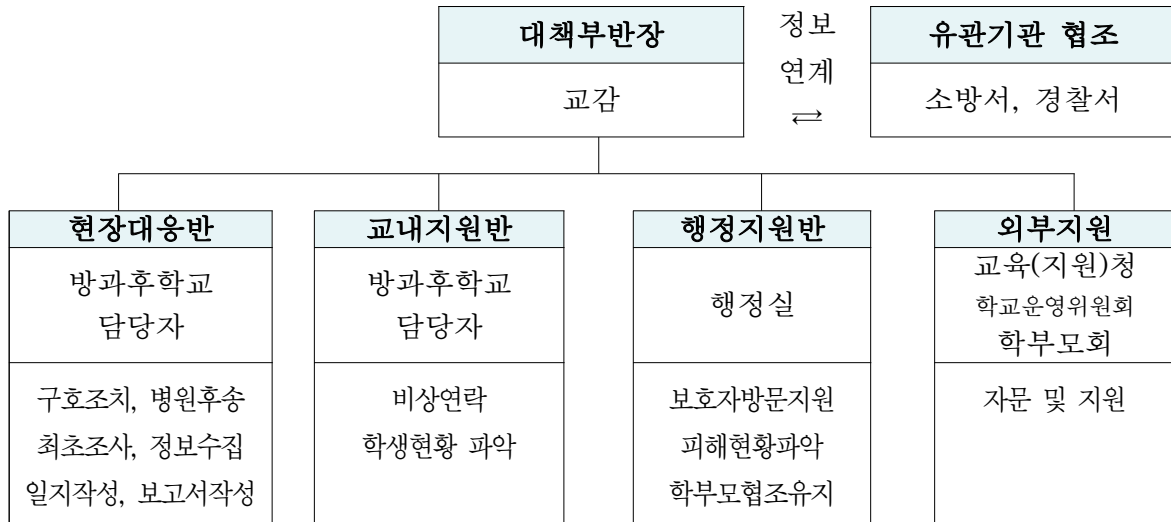 대책부반장
교감
정보
연계
⇄
유관기관 협조
소방서, 경찰서
현장대응반
방과후학교
담당자
구호조치, 병원후송
최초조사, 정보수집
일지작성, 보고서작성
교내지원반
방과후학교
담당자
비상연락
학생현황 파악
행정지원반
행정실
보호자방문지원
피해현황파악
학부모협조유지
외부지원
교육(지원)청
학교운영위원회
학부모회
자문 및 지원